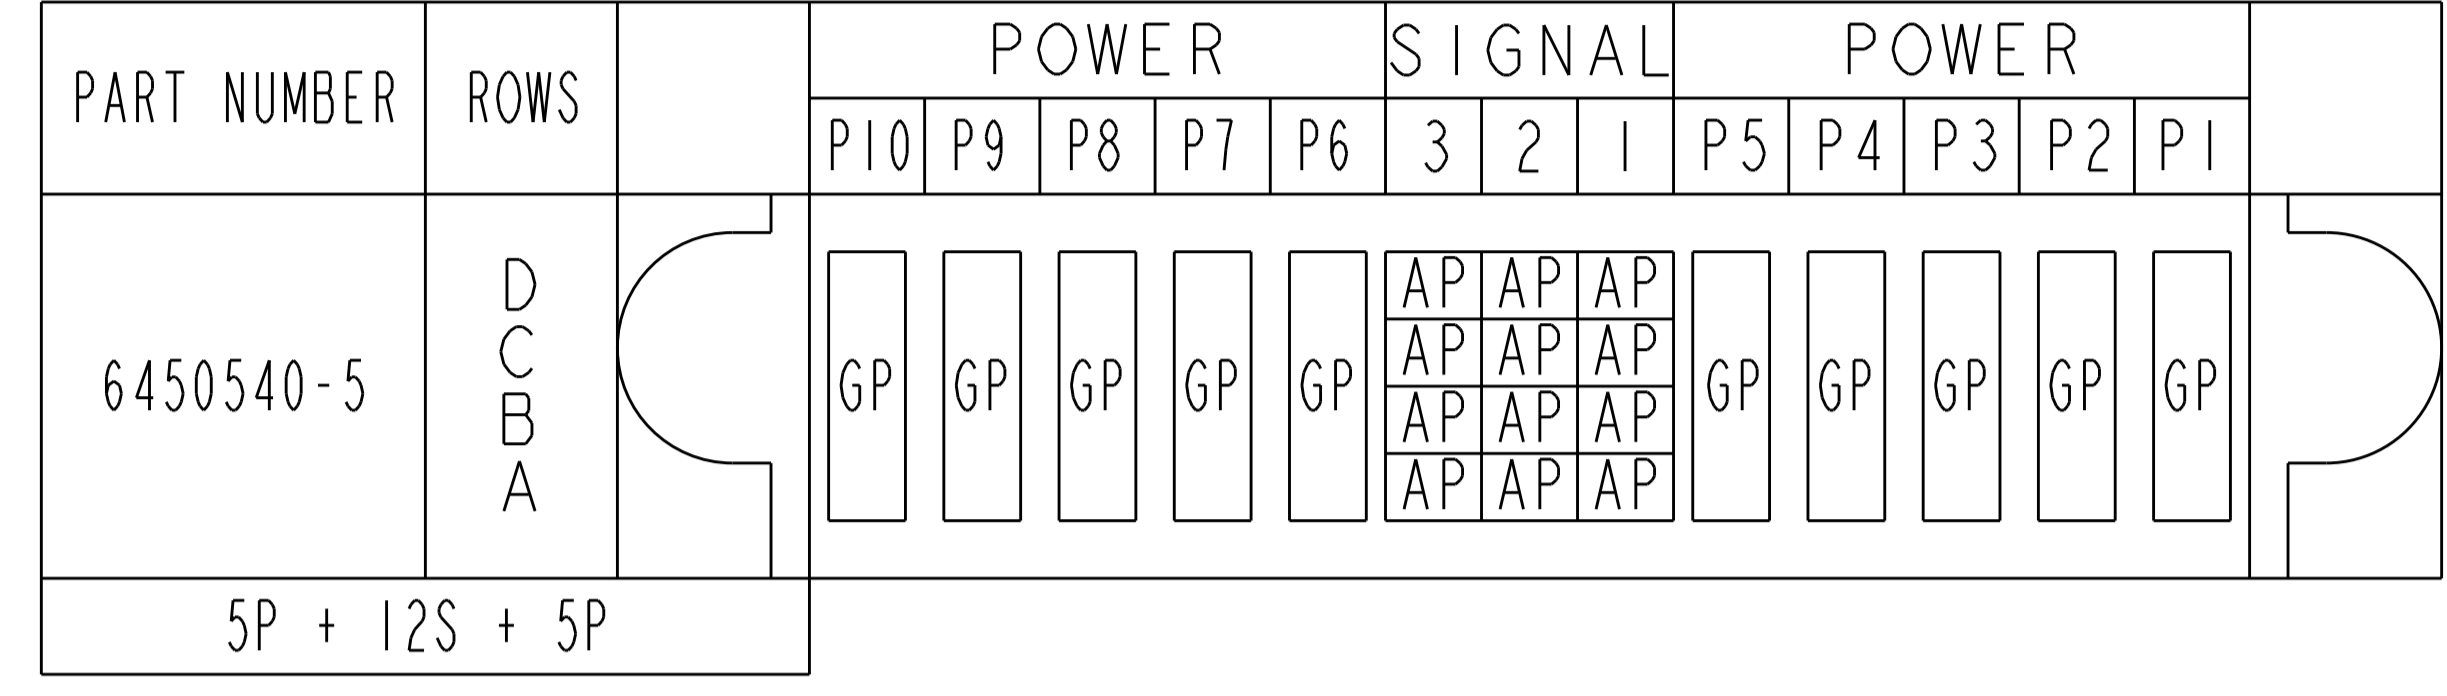 POWER SIGNAL POWER
PART NUMBER ROWS
P10 P9 P8 P7 P6 3 2 1 P5 P4 P3 P2 P1
D AP AP AP
C AP AP AP
6450540-5 GP GP GP GP GP GP GP GP GP GP
B AP AP AP
A AP AP AP
5P + 12S + 5P